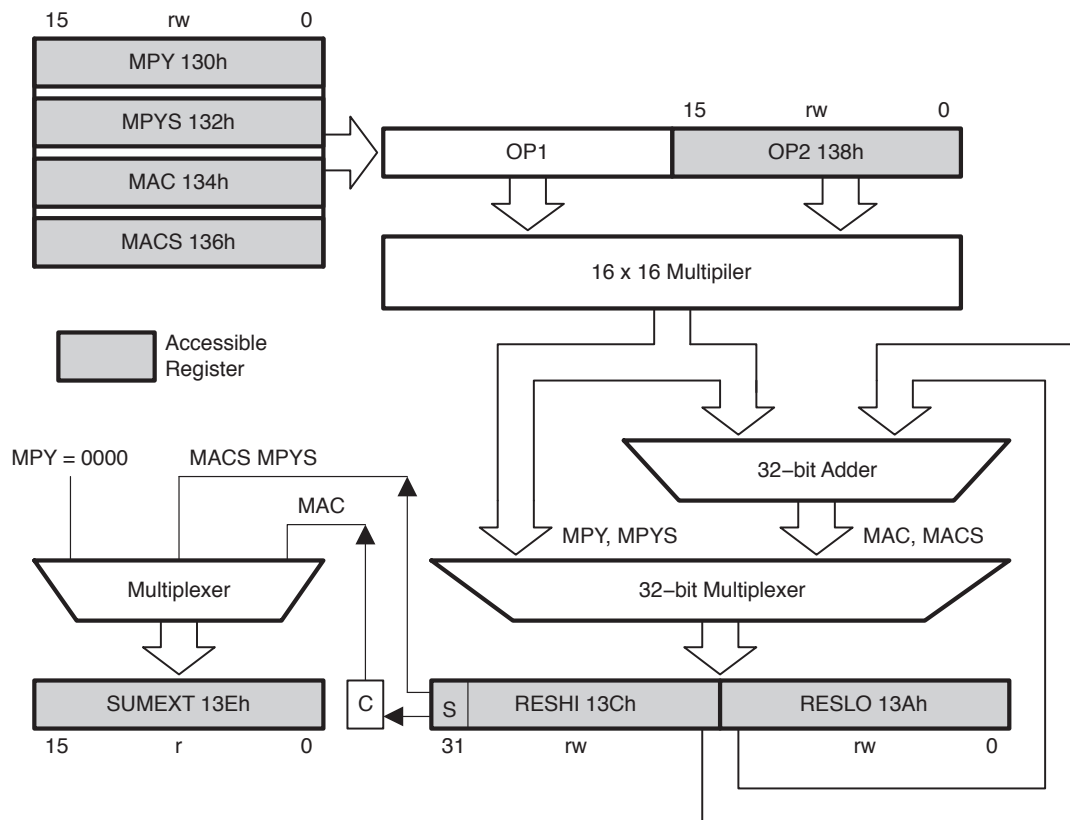 15 rw 0
MPY 130h
MPYS 132h
MAC 134h
MACS 136h
15 rw 0
OP1
OP2 138h
16 x 16 Multipiler
Accessible
Register
MPY = 0000
MACS MPYS
MAC
32−bit Adder
MPY, MPYS
MAC, MACS
Multiplexer
32−bit Multiplexer
SUMEXT 13Eh
C
S
RESHI 13Ch
RESLO 13Ah
15 r 0
31 rw
rw 0